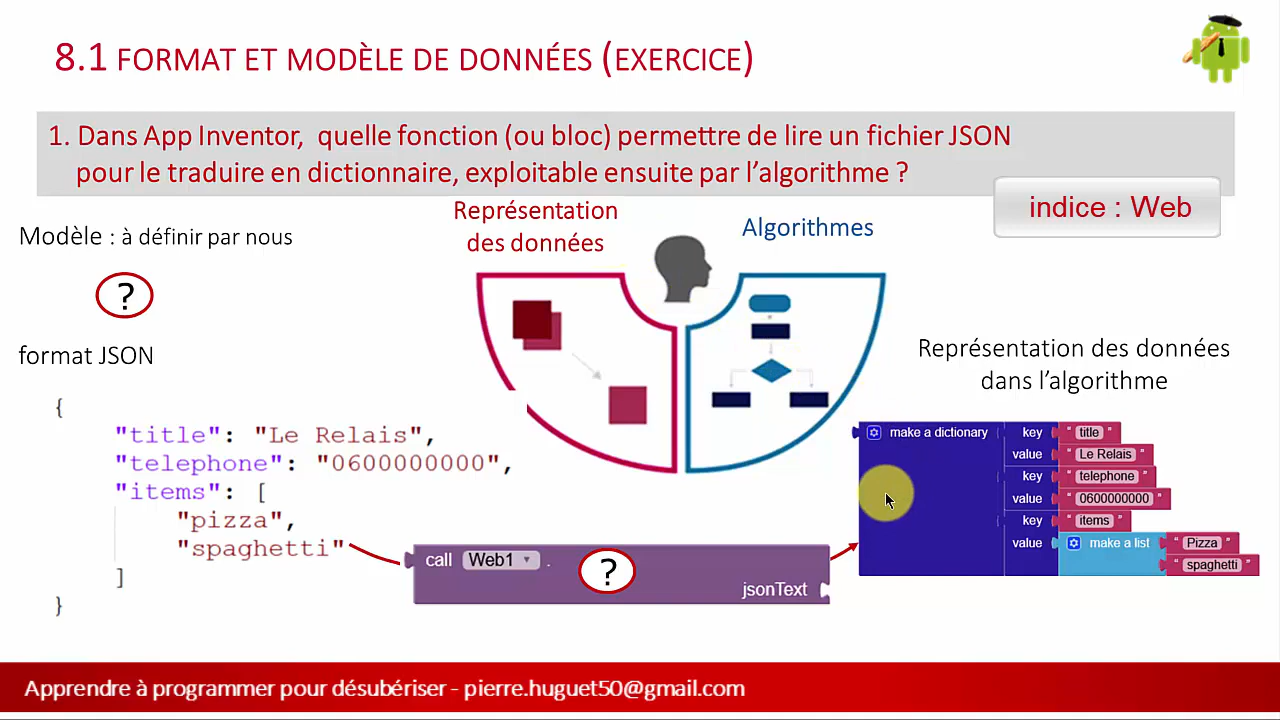 8.1 FORMAT ET MODÈLE DE DONNÉES (EXERCICE)
1. Dans App Inventor, quelle fonction (ou bloc) permettre de lire un fichier JSON
pour le traduire en dictionnaire, exploitable ensuite par l'algorithme ?
indice : Web
Modèle : à définir par nous
?
format JSON
{
"title": "Le Relais",
"telephone": "0600000000",
"items": [
"pizza",
"spaghetti"
]
}
Représentation
des données
Algorithmes
call Web1 . ?
jsonText
Représentation des données
dans l'algorithme
make a dictionary key " title "
value " Le Relais "
key " telephone "
value " 0600000000 "
key " items "
value make a list " Pizza "
" spaghetti "
Apprendre à programmer pour désubériser - pierre.huguet50@gmail.com